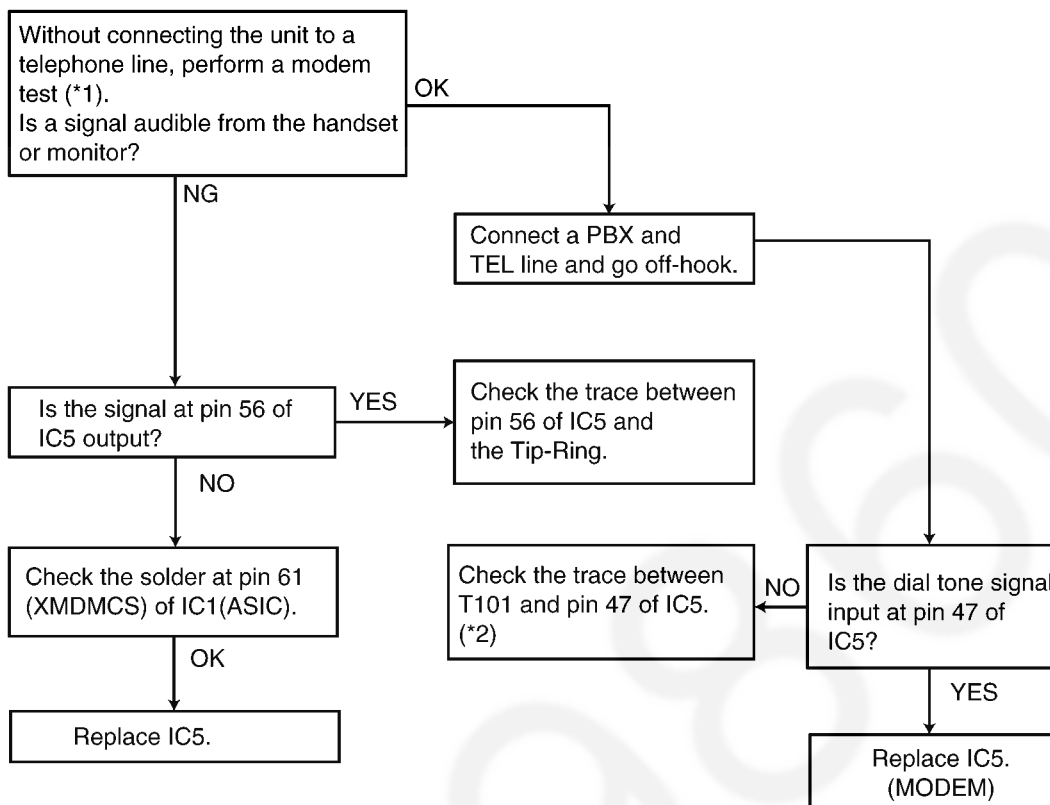 Without connecting the unit to a
telephone line, perform a modem
test (*1).
Is a signal audible from the handset
or monitor?
OK
NG
Connect a PBX and
TEL line and go off-hook.
Is the signal at pin 56 of
IC5 output?
YES
Check the trace between
pin 56 of IC5 and
the Tip-Ring.
NO
Check the solder at pin 61
(XMDMCS) of IC1(ASIC).
OK
Replace IC5.
Check the trace between
T101 and pin 47 of IC5.
(*2)
NO
Is the dial tone signal
input at pin 47 of
IC5?
YES
Replace IC5.
(MODEM)